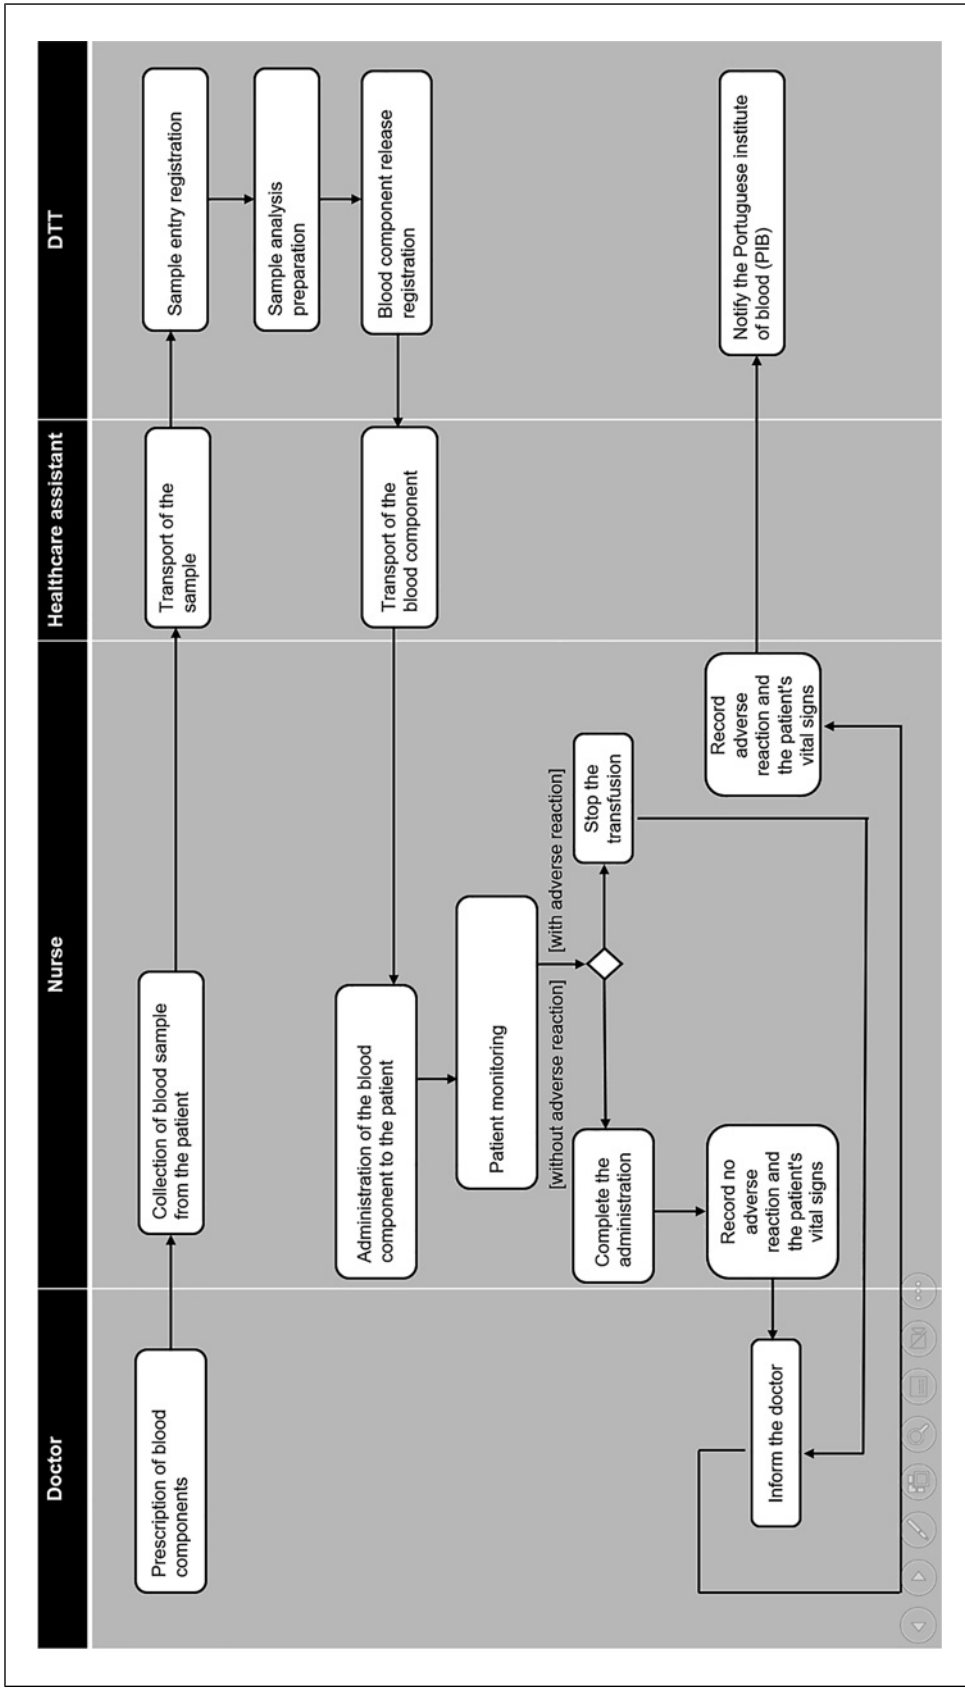 Doctor
Nurse
Healthcare assistant
DTT
Prescription of blood
components
Collection of blood sample
from the patient
Transport of the
sample
Sample entry registration
Sample analysis
preparation
Blood component release
registration
Transport of the
blood component
Administration of the blood
component to the patient
Patient monitoring
[without adverse reaction]
[with adverse reaction]
Complete the
administration
Stop the
transfusion
Record no
adverse
reaction and
the patient's
vital signs
Inform the doctor
Record
adverse
reaction and
the patient's
vital signs
Notify the Portuguese institute
of blood (PIB)